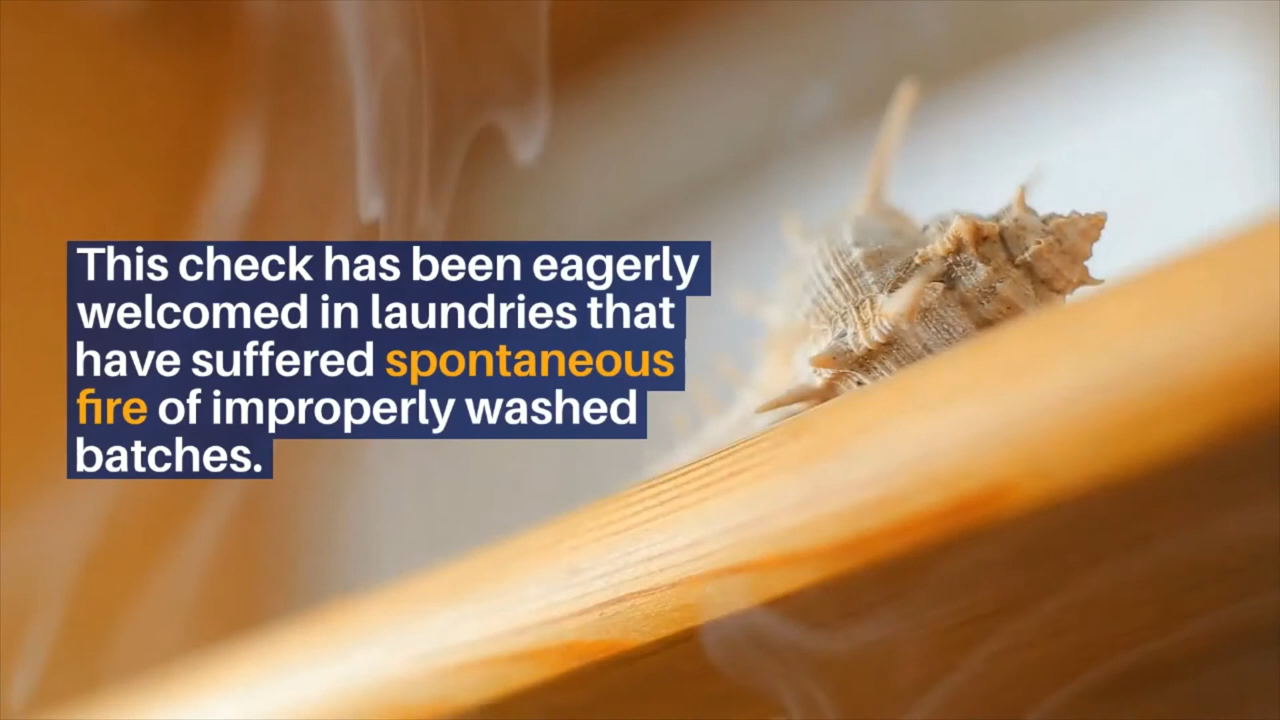 This check has been eagerly
welcomed in laundries that
have suffered spontaneous
fire of improperly washed
batches.